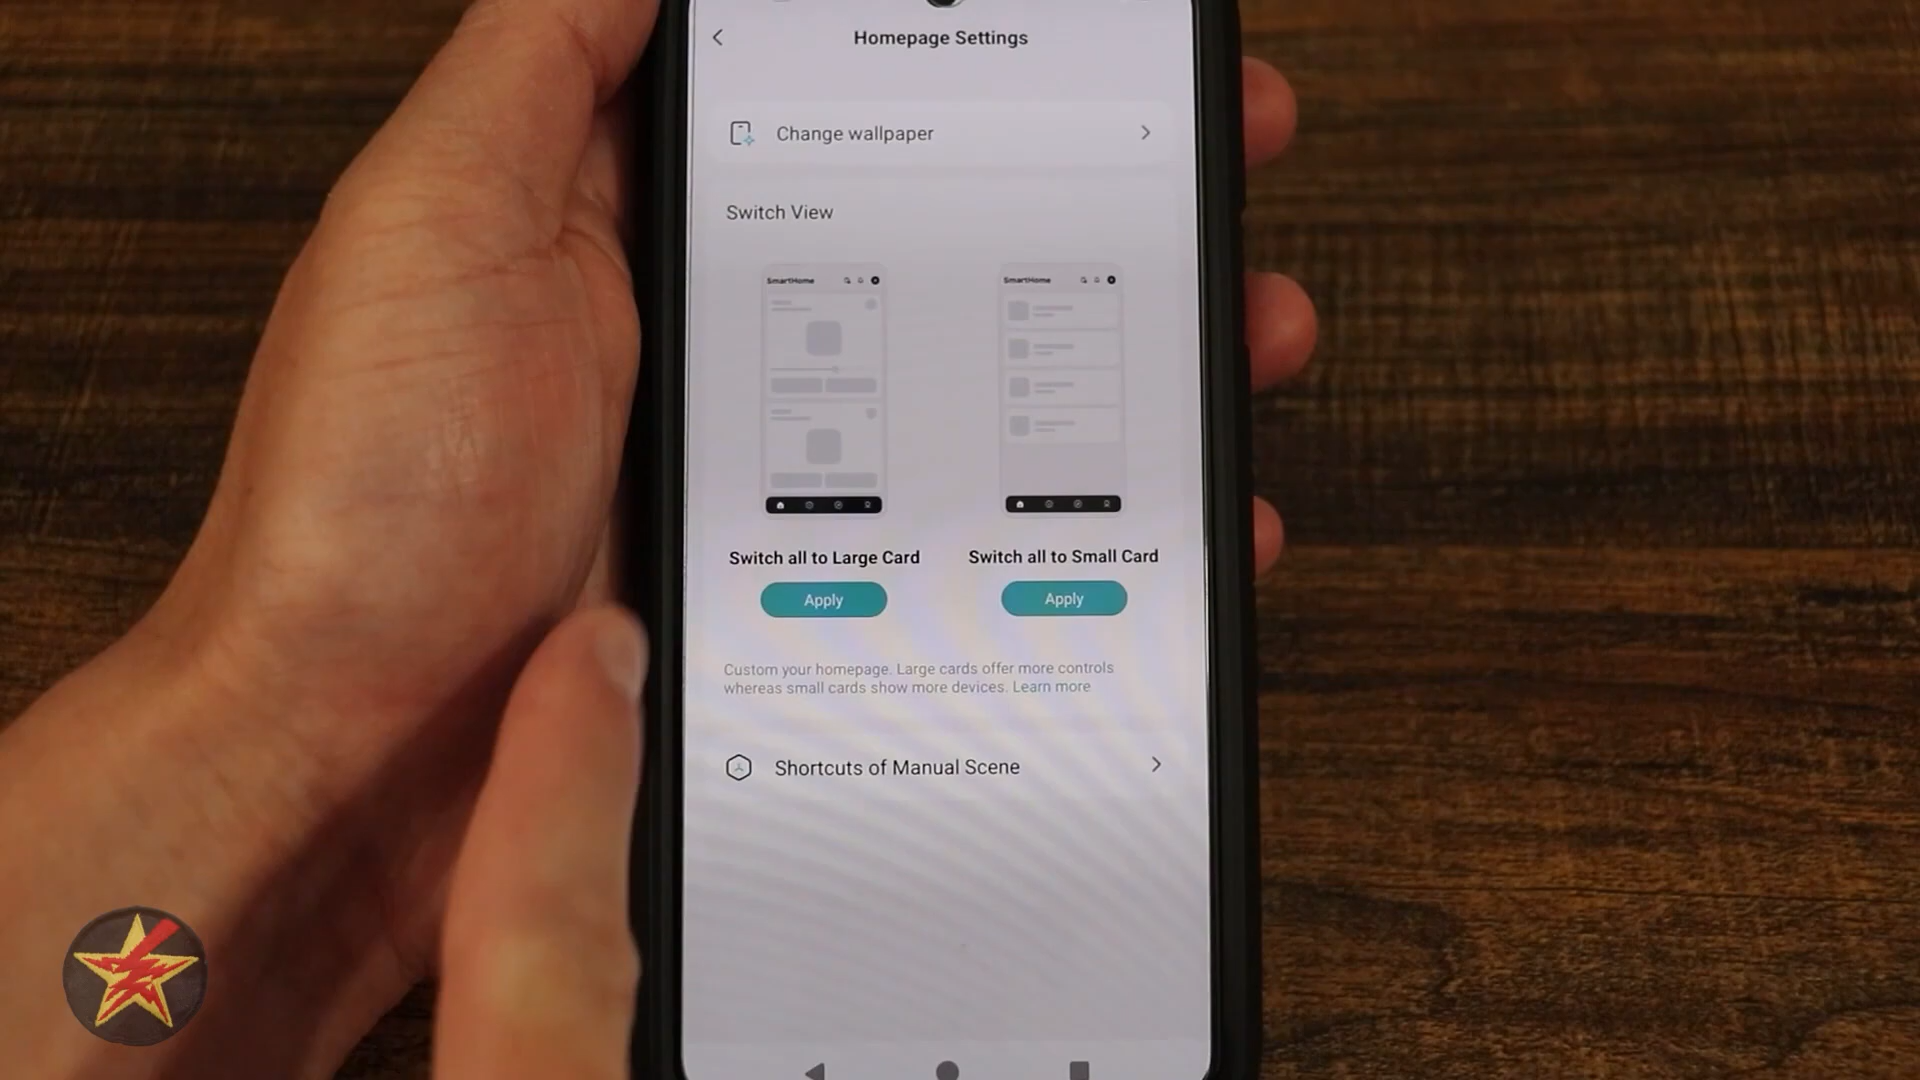 Homepage Settings
Change wallpaper
Switch View
SmartHome
SmartHome
Switch all to Large Card
Switch all to Small Card
Apply
Apply
Custom your homepage. Large cards offer more controls
whereas small cards show more devices. Learn more
Shortcuts of Manual Scene